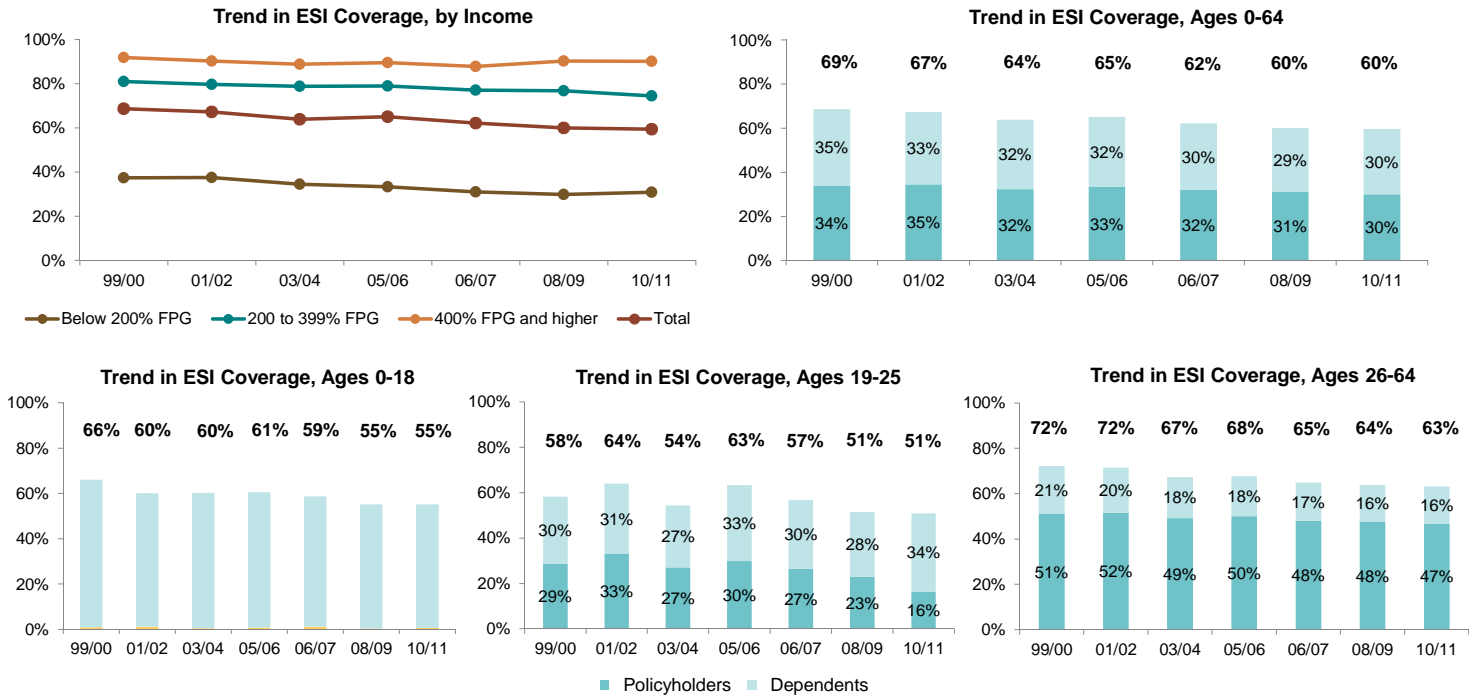 Trend in ESI Coverage, by Income
100%
80%
60%
40%
20%
0%
99/00 01/02 03/04 05/06 06/07 08/09 10/11
Below 200% FPG 200 to 399% FPG 400% FPG and higher Total
Trend in ESI Coverage, Ages 0-64
100%
80%
60%
40%
20%
0%
69% 67% 64% 65% 62% 60% 60%
35% 33% 32% 32% 30% 29% 30%
34% 35% 32% 33% 32% 31% 30%
99/00 01/02 03/04 05/06 06/07 08/09 10/11
Trend in ESI Coverage, Ages 0-18
100%
80%
60%
40%
20%
0%
66% 60% 60% 61% 59% 55% 55%
99/00 01/02 03/04 05/06 06/07 08/09 10/11
Trend in ESI Coverage, Ages 19-25
100%
80%
60%
40%
20%
0%
58% 64% 54% 63% 57% 51% 51%
30% 31% 27% 33% 30% 28% 34%
29% 33% 27% 30% 27% 23% 16%
99/00 01/02 03/04 05/06 06/07 08/09 10/11
Trend in ESI Coverage, Ages 26-64
100%
80%
60%
40%
20%
0%
72% 72% 67% 68% 65% 64% 63%
21% 20% 18% 18% 17% 16% 16%
51% 52% 49% 50% 48% 48% 47%
99/00 01/02 03/04 05/06 06/07 08/09 10/11
Policyholders Dependents